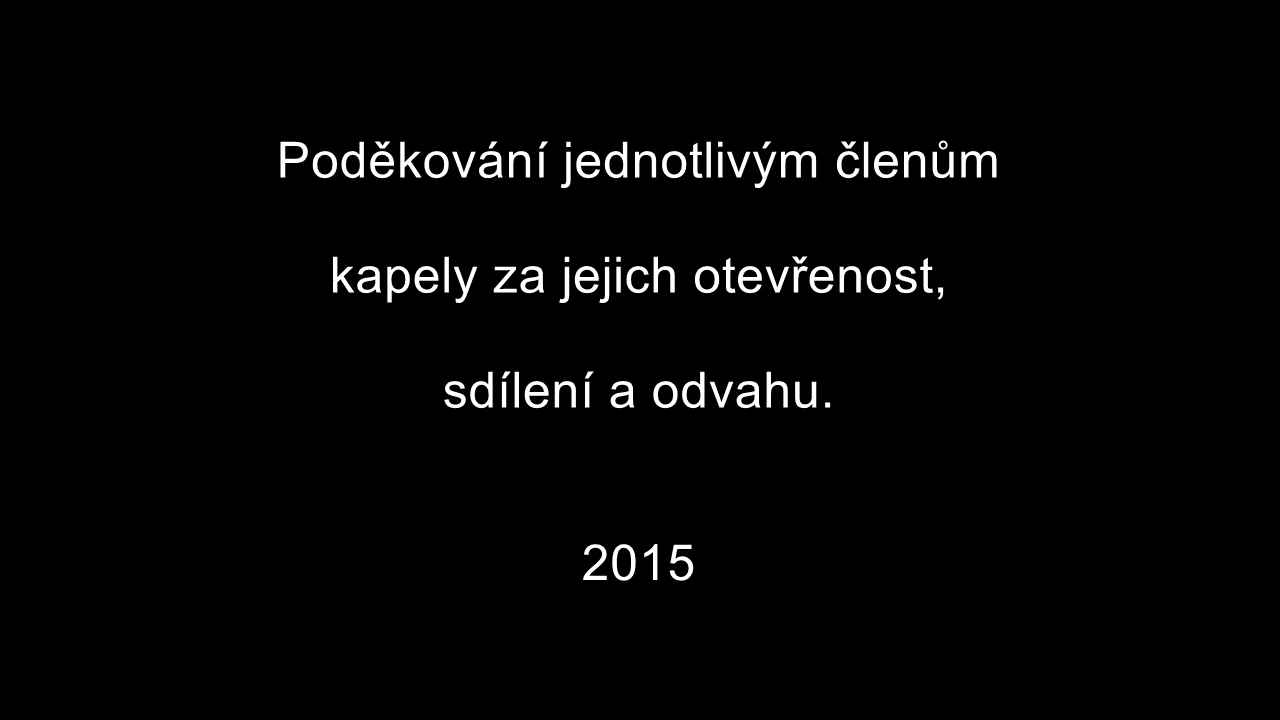 Poděkování jednotlivým členům
kapely za jejich otevřenost,
sdílení a odvahu.
2015